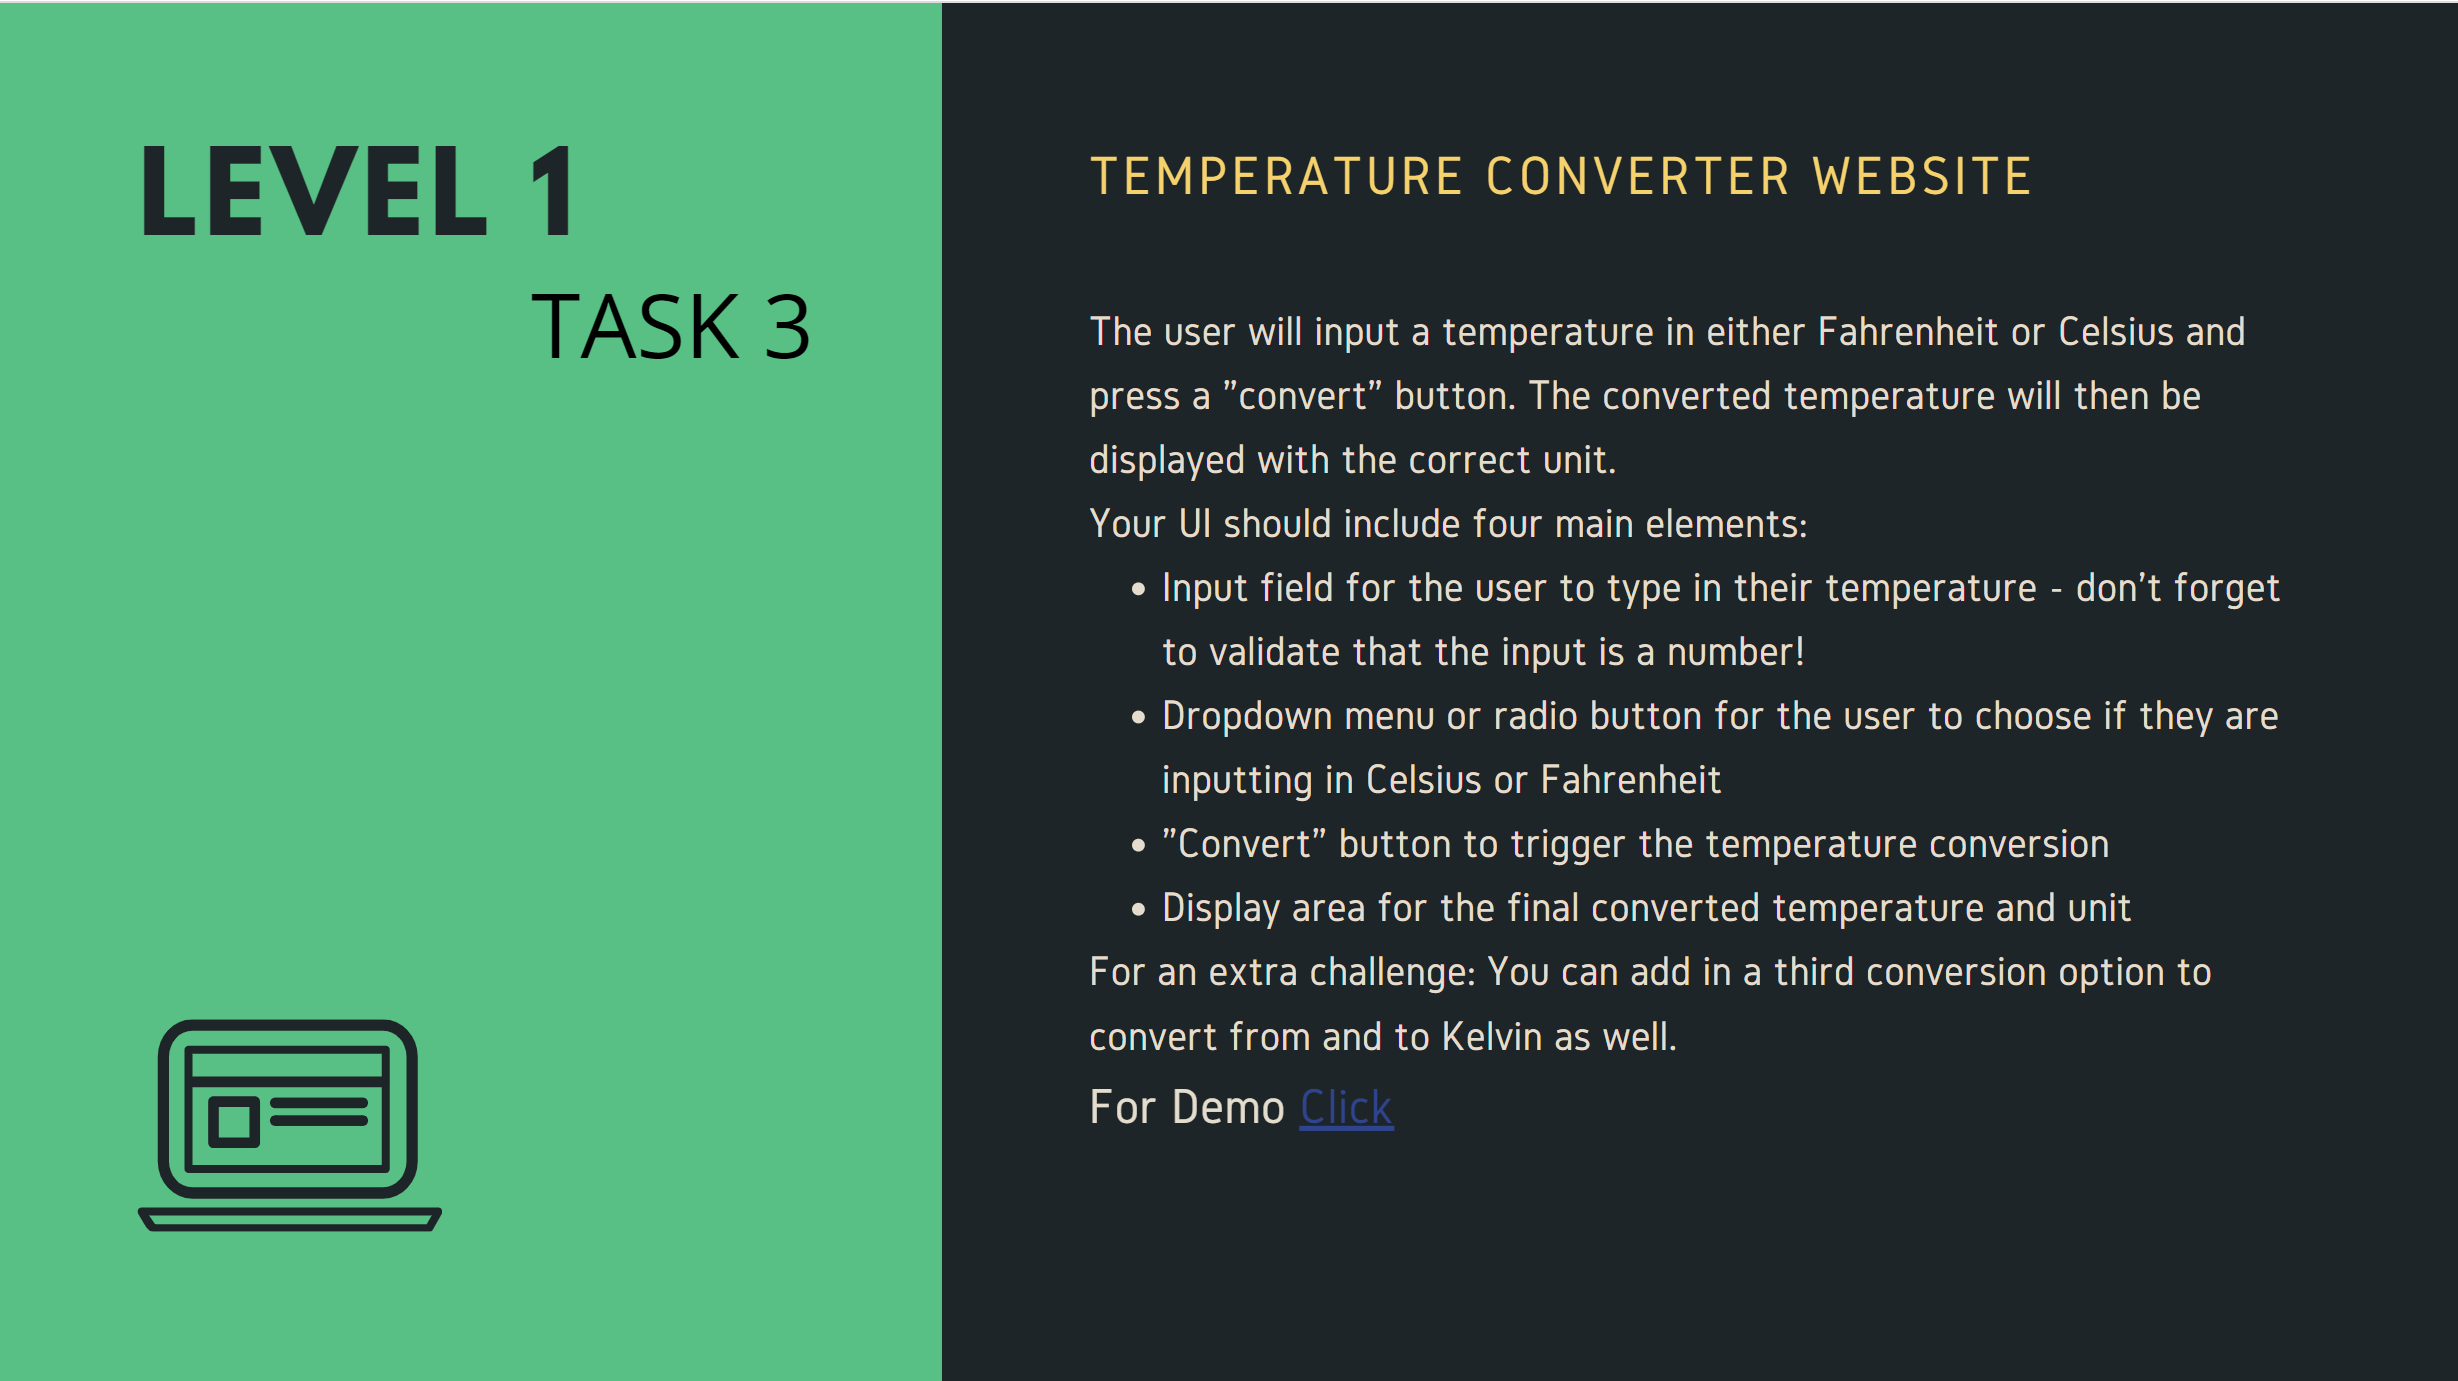 LEVEL 1
TASK 3
TEMPERATURE CONVERTER WEBSITE
The user will input a temperature in either Fahrenheit or Celsius and
press a ”convert” button. The converted temperature will then be
displayed with the correct unit.
Your UI should include four main elements:
• Input field for the user to type in their temperature - don’t forget
to validate that the input is a number!
• Dropdown menu or radio button for the user to choose if they are
inputting in Celsius or Fahrenheit
• ”Convert” button to trigger the temperature conversion
• Display area for the final converted temperature and unit
For an extra challenge: You can add in a third conversion option to
convert from and to Kelvin as well.
For Demo Click